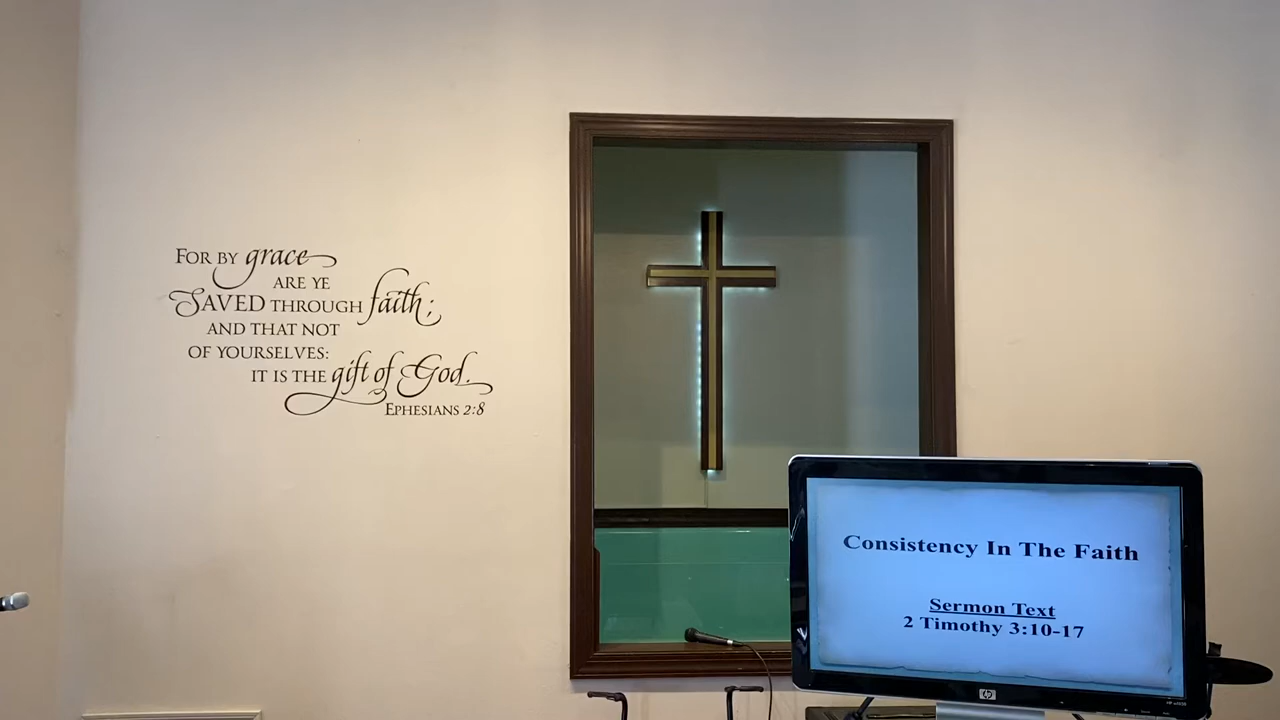 FOR BY grace
ARE YE
SAVED THROUGH faith;
AND THAT NOT
OF YOURSELVES:
IT IS THE gift of God.
EPHESIANS 2:8
Consistency In The Faith
Sermon Text
2 Timothy 3:10-17
hp